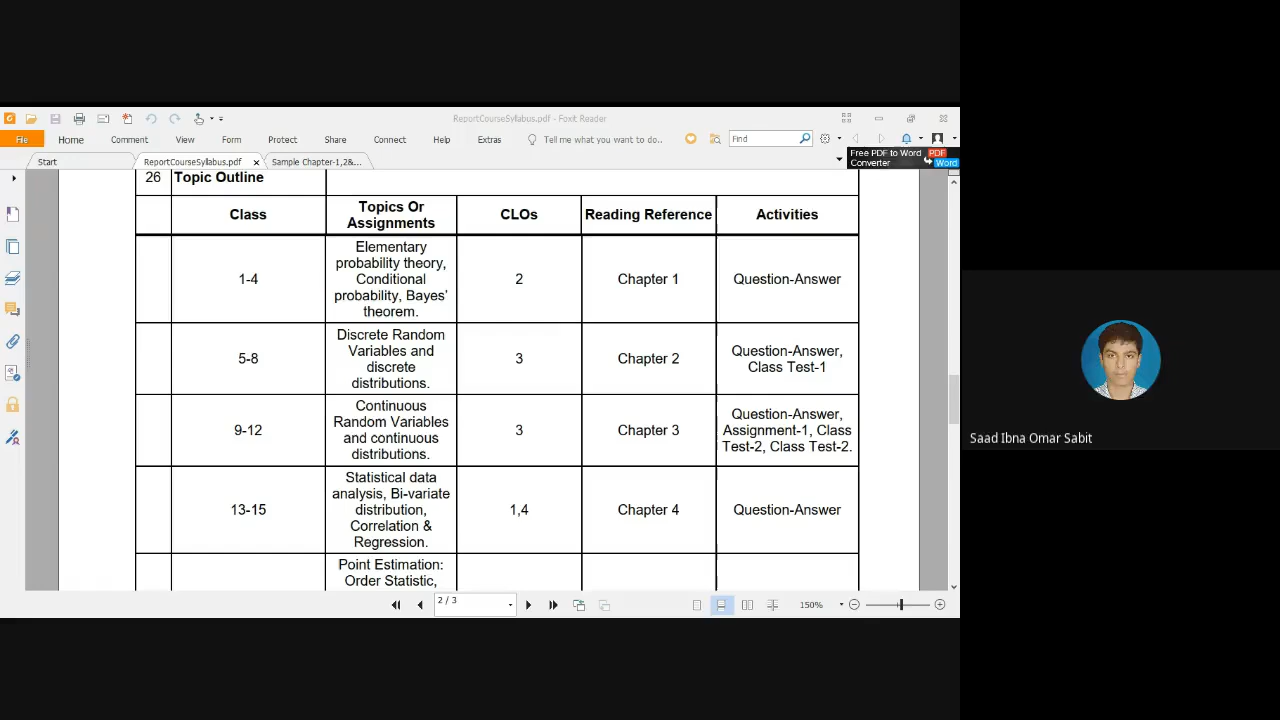 ReportCourseSyllabus.pdf - Foxit Reader
File Home Comment View Form Protect Share Connect Help Extras Tell me what you want to do.. Find
Start ReportCourseSyllabus.pdf Sample Chapter-1,2&...
Free PDF to Word PDF
Converter Word
26 Topic Outline
Class
Topics Or
Assignments
CLOs
Reading Reference
Activities
1-4
Elementary
probability theory,
Conditional
probability, Bayes’
theorem.
2
Chapter 1
Question-Answer
5-8
Discrete Random
Variables and
discrete
distributions.
3
Chapter 2
Question-Answer,
Class Test-1
9-12
Continuous
Random Variables
and continuous
distributions.
3
Chapter 3
Question-Answer,
Assignment-1, Class
Test-2, Class Test-2.
13-15
Statistical data
analysis, Bi-variate
distribution,
Correlation &
Regression.
1,4
Chapter 4
Question-Answer
Point Estimation:
Order Statistic,
2 / 3
150%
Saad Ibna Omar Sabit